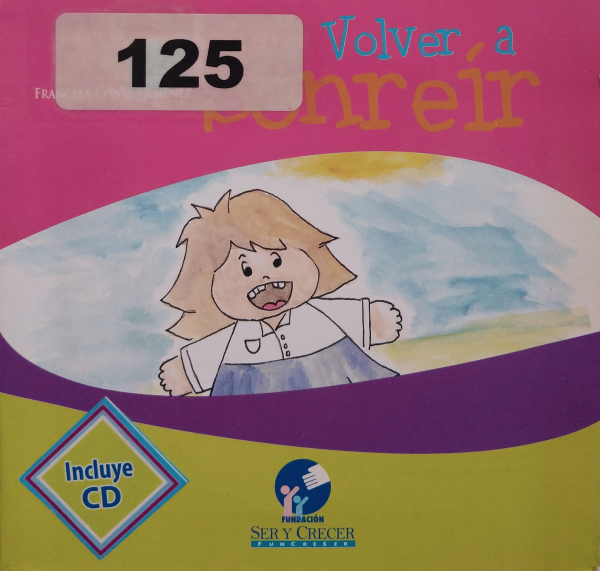 125
Volver a
sonreír
Incluye
CD
FUNDACIÓN
SER Y CRECER
FUNCRESER